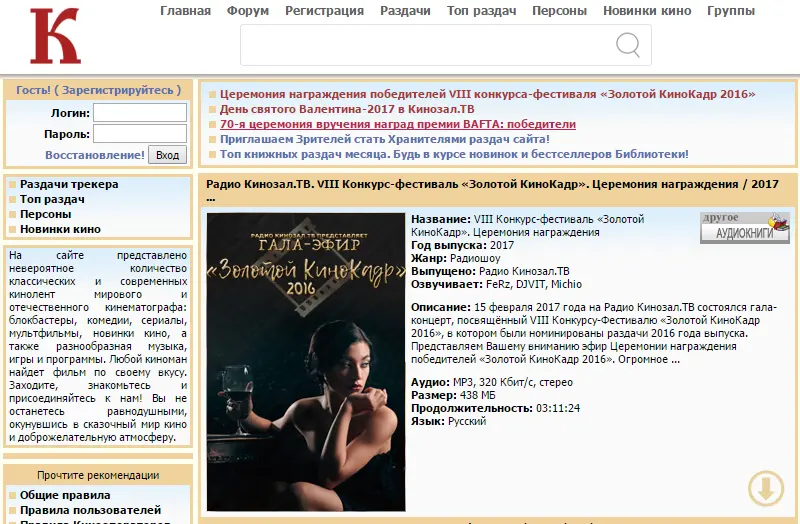 К
Главная Форум Регистрация Раздачи Топ раздач Персоны Новинки кино Группы
Гость! ( Зарегистрируйтесь )
Логин:
Пароль:
Восстановление! Вход
Раздачи трекера
Топ раздач
Персоны
Новинки кино
На сайте представлено
невероятное количество
классических и современных
кинолент мирового и
отечественного кинематографа:
блокбастеры, комедии, сериалы,
мультфильмы, новинки кино, а
также разнообразная музыка,
игры и программы. Любой киноман
найдет фильм по своему вкусу.
Заходите, знакомьтесь и
присоединяйтесь к нам! Вы не
останетесь равнодушными,
окунувшись в сказочный мир кино
и доброжелательную атмосферу.
Прочтите рекомендации
Общие правила
Правила пользователей
Церемония награждения победителей VIII конкурса-фестиваля «Золотой КиноКадр 2016»
День святого Валентина-2017 в Кинозал.ТВ
70-я церемония вручения наград премии BAFTA: победители
Приглашаем Зрителей стать Хранителями раздач сайта!
Топ книжных раздач месяца. Будь в курсе новинок и бестселлеров Библиотеки!
Радио Кинозал.ТВ. VIII Конкурс-фестиваль «Золотой КиноКадр». Церемония награждения / 2017
...
РАДИО КИНОЗАЛ.ТВ ПРЕДСТАВЛЯЕТ
ГАЛА-ЭФИР
«Золотой КиноКадр»
2016
Название: VIII Конкурс-фестиваль «Золотой
КиноКадр». Церемония награждения
Год выпуска: 2017
Жанр: Радиошоу
Выпущено: Радио Кинозал.ТВ
Озвучивает: FeRz, DJVIT, Michio
другое
АУДИОКНИГИ
Описание: 15 февраля 2017 года на Радио Кинозал.ТВ состоялся гала-
концерт, посвящённый VIII Конкурсу-Фестивалю «Золотой КиноКадр
2016», в котором были номинированы раздачи 2016 года выпуска.
Представляем Вашему вниманию эфир Церемонии награждения
победителей «Золотой КиноКадр 2016». Огромное ...
Аудио: MP3, 320 Кбит/с, стерео
Размер: 438 МБ
Продолжительность: 03:11:24
Язык: Русский